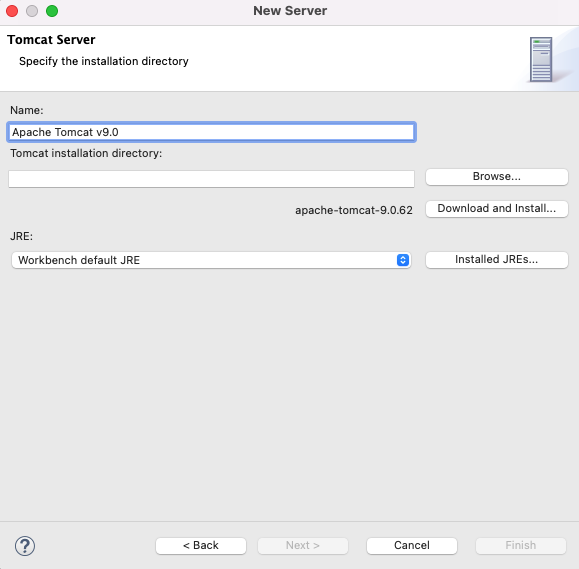 New Server
Tomcat Server
Specify the installation directory
Name:
Apache Tomcat v9.0
Tomcat installation directory:
Browse...
apache-tomcat-9.0.62
Download and Install...
JRE:
Workbench default JRE
Installed JREs...
?
< Back
Next >
Cancel
Finish